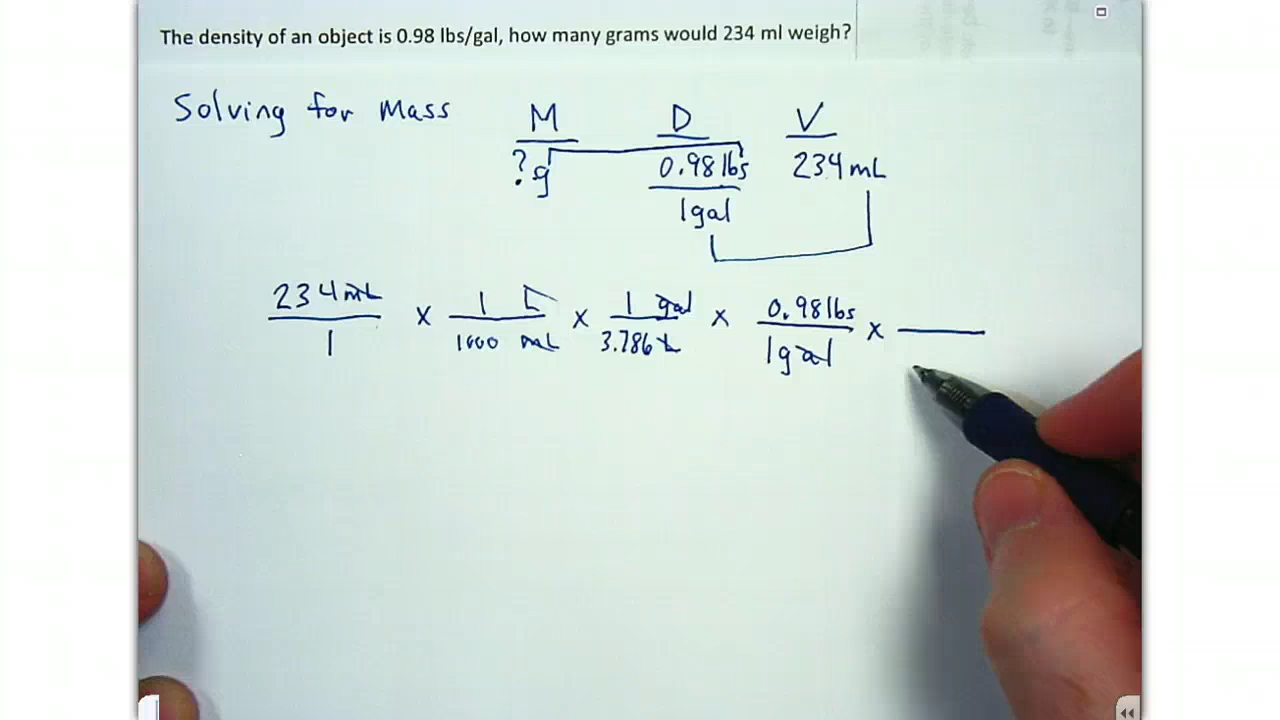 The density of an object is 0.98 lbs/gal, how many grams would 234 ml weigh?
Solving for Mass M D V
?g 0.98 lbs 234 mL
1 gal
234 mL x 1 L x 1 gal x 0.98 lbs x
1 1000 mL 3.786 L 1 gal